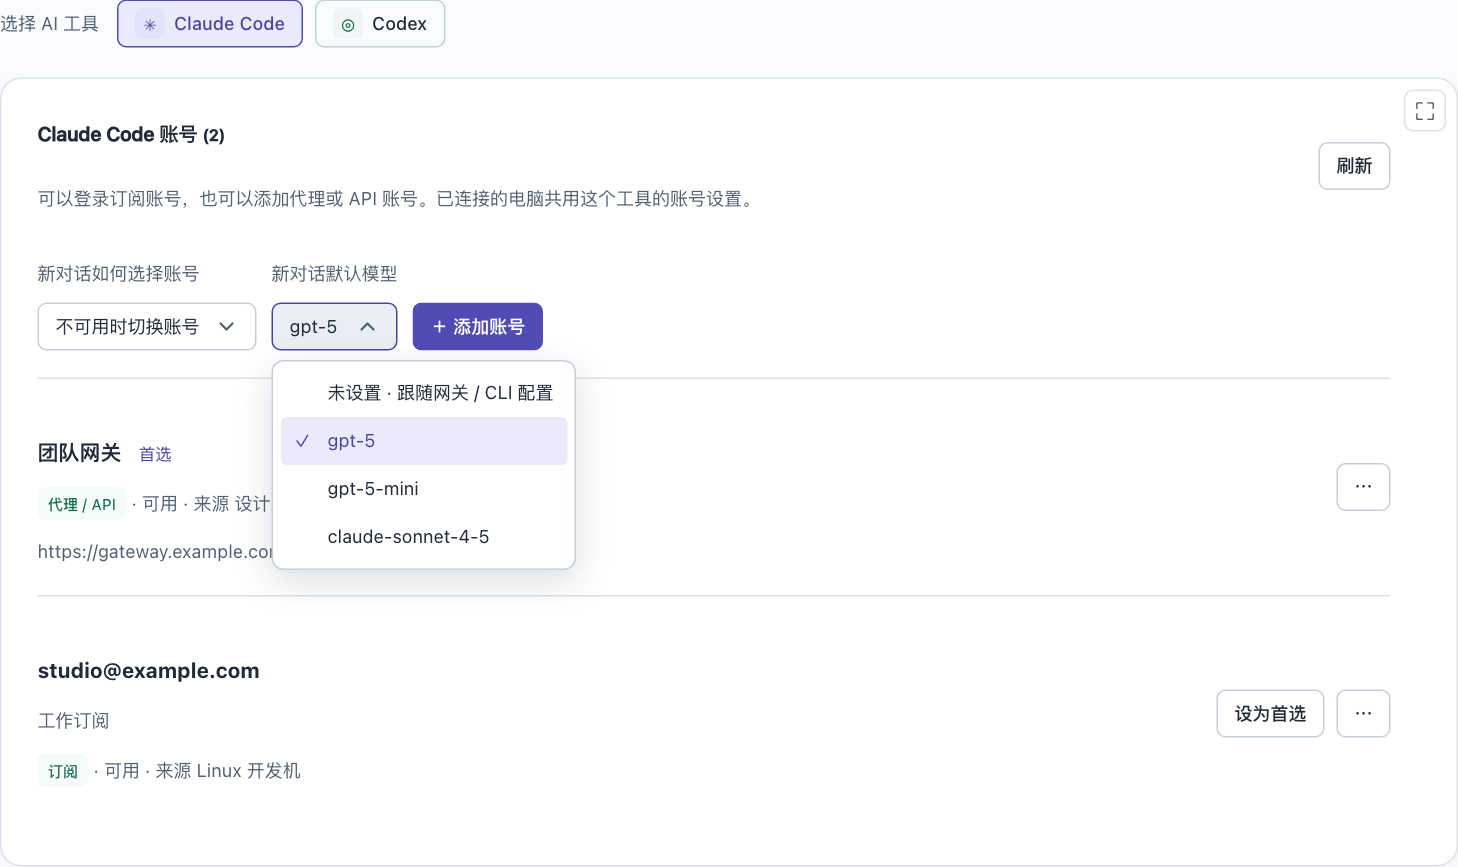 选择 AI 工具
Claude Code
Codex
Claude Code 账号 (2)
刷新
可以登录订阅账号，也可以添加代理或 API 账号。已连接的电脑共用这个工具的账号设置。
新对话如何选择账号
新对话默认模型
不可用时切换账号
gpt-5
+ 添加账号
未设置 · 跟随网关 / CLI 配置
✓ gpt-5
gpt-5-mini
claude-sonnet-4-5
团队网关 首选
代理 / API · 可用 · 来源 设计
https://gateway.example.co
···
studio@example.com
工作订阅
设为首选
···
订阅 · 可用 · 来源 Linux 开发机